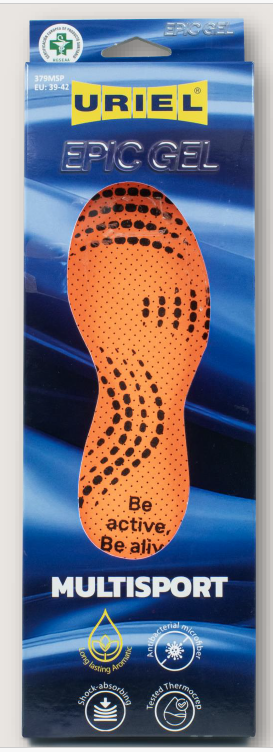 EPIC GEL
379MSP
EU: 39-42
URIEL®
EPIC GEL
Be
active,
Be aliv
MULTISPORT
Long lasting Aromatic
Antibacterial microfiber
Shock-absorbing
Tested Thermocrep